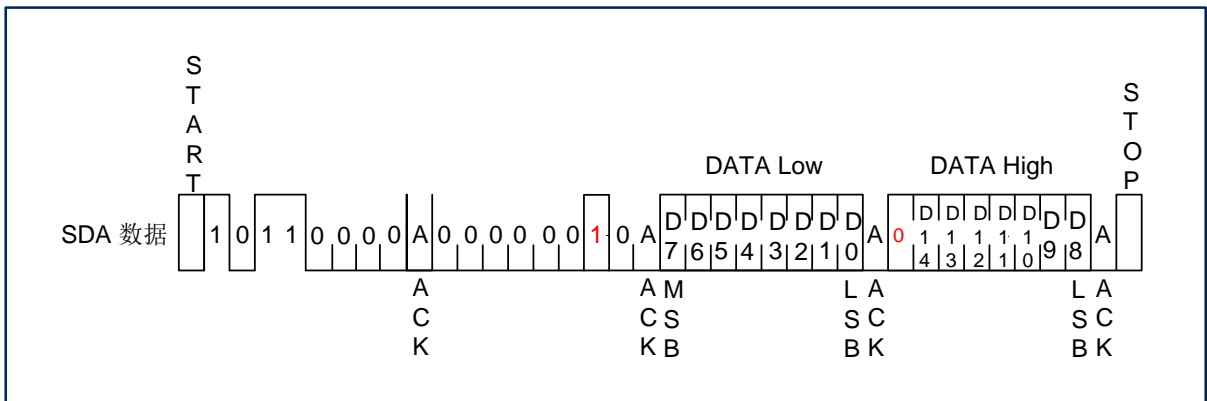 START
STOP
DATA Low
DATA High
SDA 数据
1 0 1 1 0 0 0 0 A 0 0 0 0 0 0 1 0 A D7 D6 D5 D4 D3 D2 D1 D0 A 0 D14 D13 D12 D11 D10 D9 D8 A
ACK
ACK
MSB
LSB
ACK
LSB
ACK